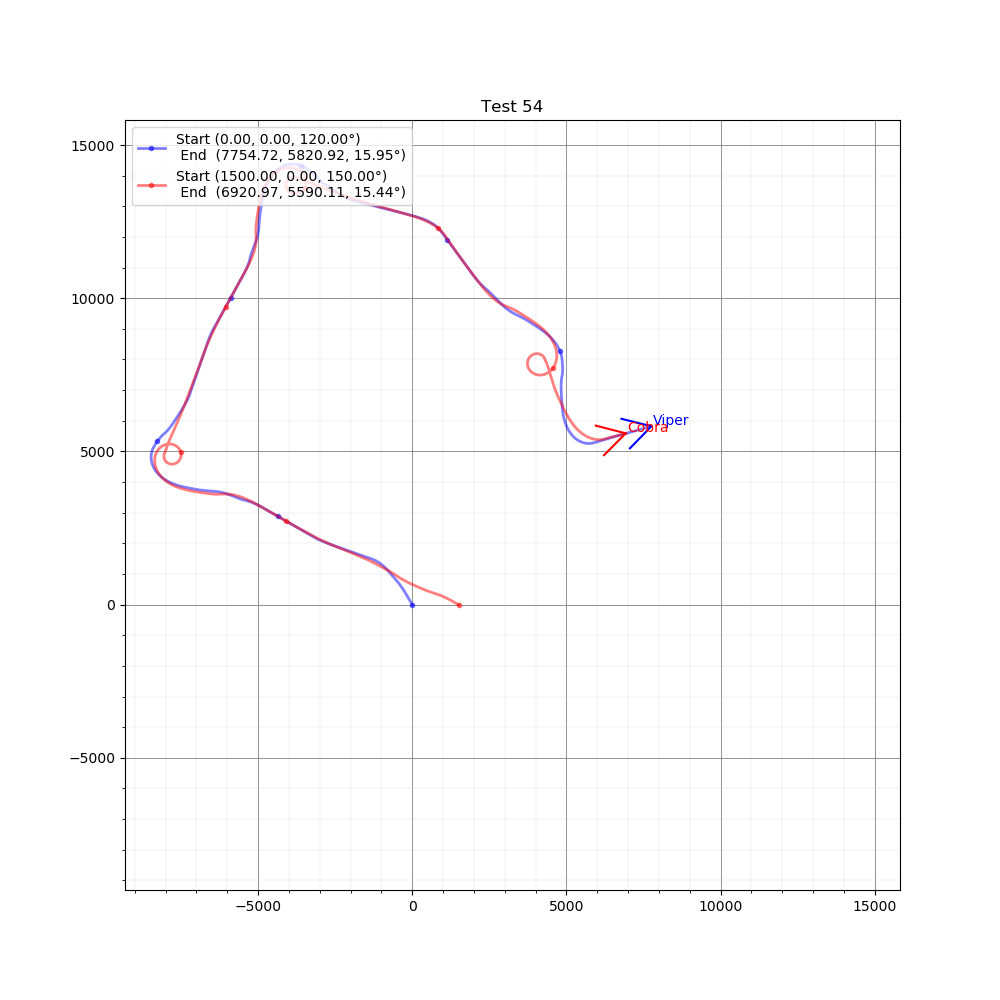 Test 54
Start (0.00, 0.00, 120.00°)
End (7754.72, 5820.92, 15.95°)
Start (1500.00, 0.00, 150.00°)
End (6920.97, 5590.11, 15.44°)
15000
10000
5000
0
−5000
Viper
Cobra
−5000 0 5000 10000 15000